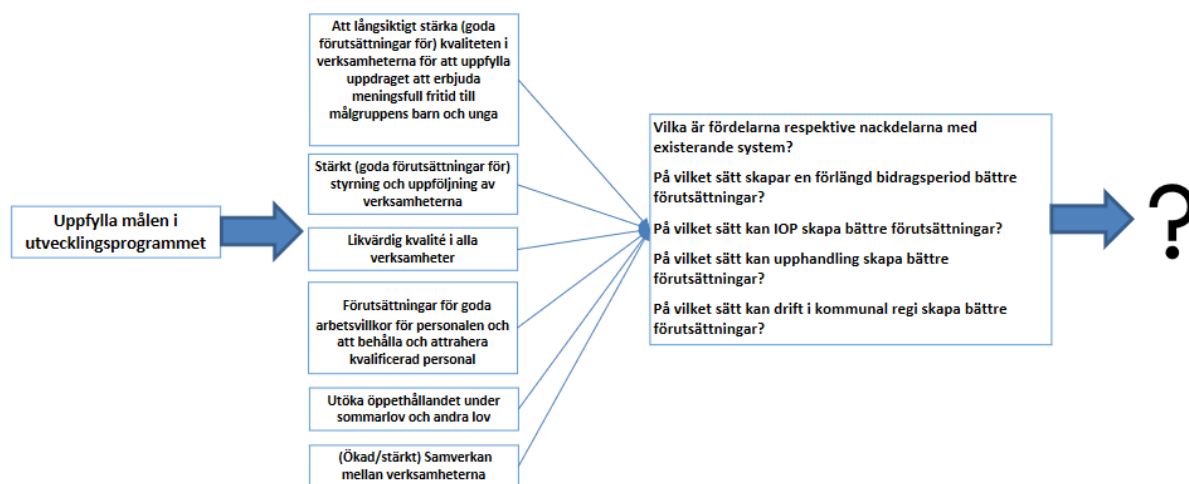 Uppfylla målen i
utvecklingsprogrammet
Att långsiktigt stärka (goda
förutsättningar för) kvaliteten i
verksamheterna för att uppfylla
uppdraget att erbjuda
meningsfull fritid till
målgruppens barn och unga
Stärkt (goda förutsättningar för)
styrning och uppföljning av
verksamheterna
Likvärdig kvalité i alla
verksamheter
Förutsättningar för goda
arbetsvillkor för personalen och
att behålla och attrahera
kvalificerad personal
Utöka öppethållandet under
sommarlov och andra lov
(Ökad/stärkt) Samverkan
mellan verksamheterna
Vilka är fördelarna respektive nackdelarna med
existerande system?
På vilket sätt skapar en förlängd bidragsperiod bättre
förutsättningar?
På vilket sätt kan IOP skapa bättre förutsättningar?
På vilket sätt kan upphandling skapa bättre
förutsättningar?
På vilket sätt kan drift i kommunal regi skapa bättre
förutsättningar?
?